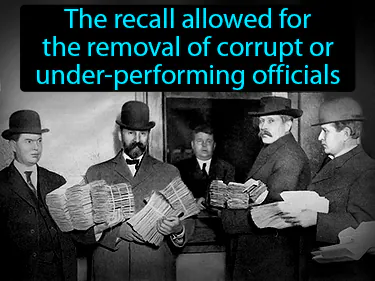 The recall allowed for
the removal of corrupt or
under-performing officials